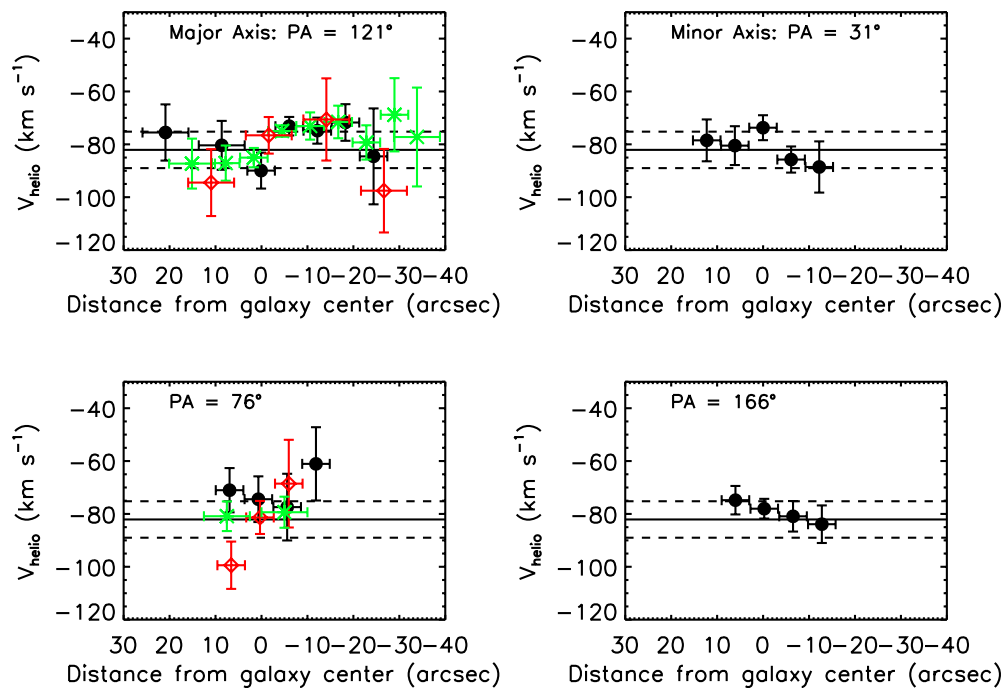 Major Axis: PA = 121°
−40
−60
−80
−100
−120
V_helio (km s⁻¹)
30 20 10 0 −10−20−30−40
Distance from galaxy center (arcsec)
Minor Axis: PA = 31°
−40
−60
−80
−100
−120
V_helio (km s⁻¹)
30 20 10 0 −10−20−30−40
Distance from galaxy center (arcsec)
PA = 76°
−40
−60
−80
−100
−120
V_helio (km s⁻¹)
30 20 10 0 −10−20−30−40
Distance from galaxy center (arcsec)
PA = 166°
−40
−60
−80
−100
−120
V_helio (km s⁻¹)
30 20 10 0 −10−20−30−40
Distance from galaxy center (arcsec)